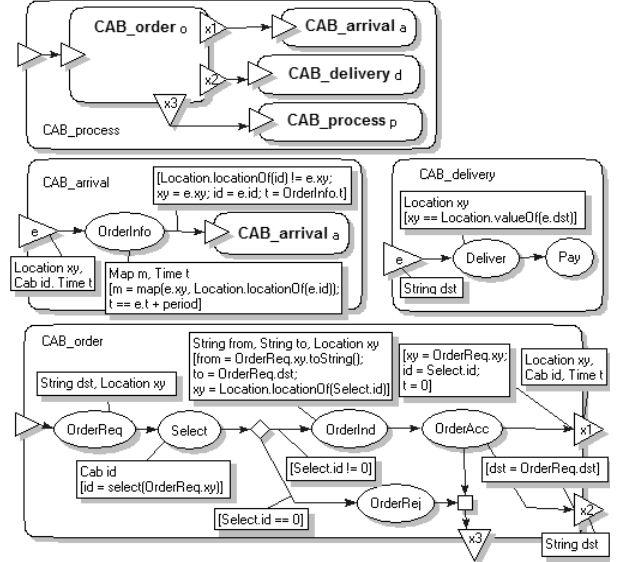 CAB_order o
x1
CAB_arrival a
x2
CAB_delivery d
x3
CAB_process p
CAB_process
CAB_arrival
[Location.locationOf(id) != e.xy;
xy = e.xy; id = e.id; t = OrderInfo.t]
e
OrderInfo
CAB_arrival a
Location xy,
Cab id, Time t
Map m, Time t
[m = map(e.xy, Location.locationOf(e.id));
t == e.t + period]
CAB_delivery
Location xy
[xy == Location.valueOf(e.dst)]
e
Deliver
Pay
String dst
CAB_order
String from, String to, Location xy
[from = OrderReq.xy.toString();
to = OrderReq.dst;
xy = Location.locationOf(Select.id)]
[xy = OrderReq.xy;
id = Select.id;
t = 0]
Location xy,
Cab id, Time t
String dst, Location xy
OrderReq
Select
OrderInd
OrderAcc
x1
Cab id
[id = select(OrderReq.xy)]
[Select.id != 0]
[dst = OrderReq.dst]
[Select.id == 0]
OrderRej
x2
x3
String dst